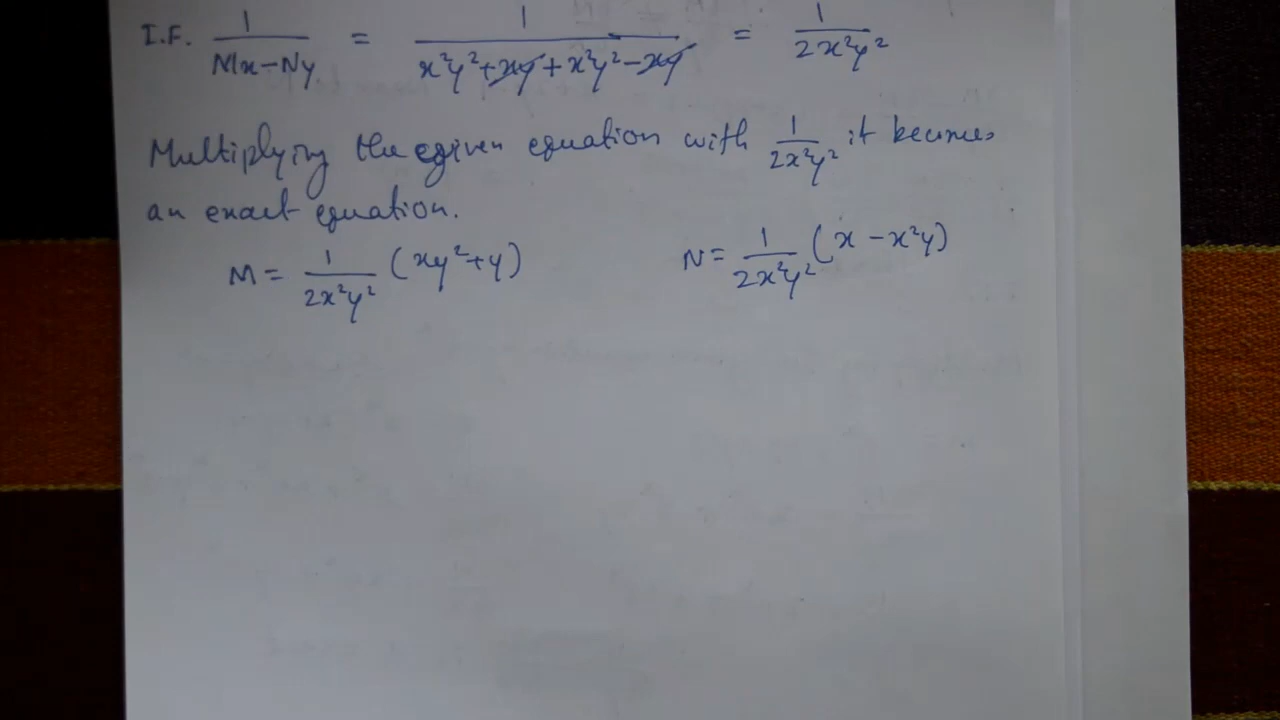 I.F. 1/(Mx-Ny) = 1/(x²y²+xy+x²y²-xy) = 1/(2x²y²)
Multiplying the given equation with 1/(2x²y²) it becomes
an exact equation.
M = 1/(2x²y²) (xy²+y) N = 1/(2x²y²) (x - x²y)